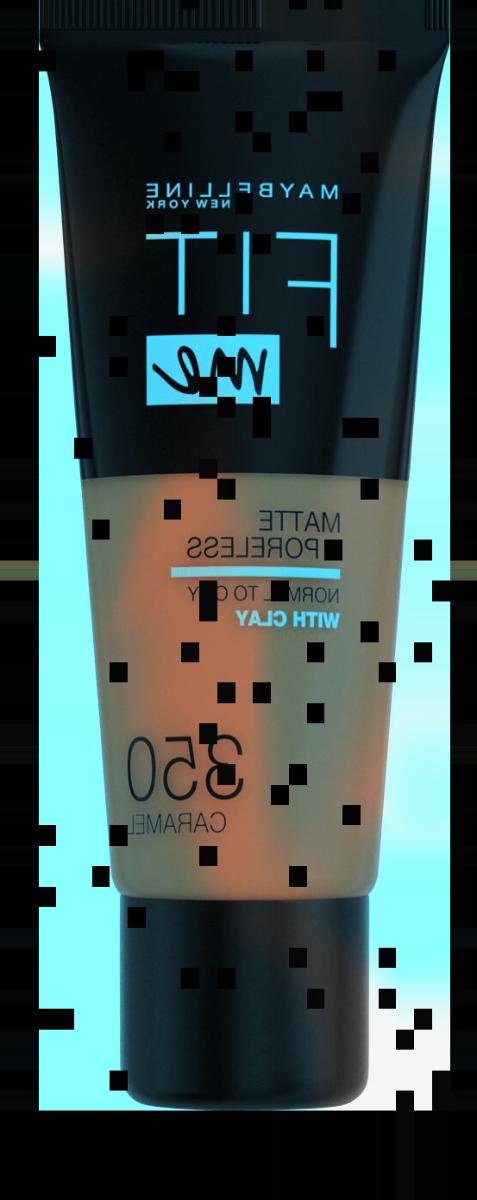 MAYBELLINE
NEW YORK
FIT
me
MATTE
PORELESS
TO
WITH CLAY
350
CARAMEL